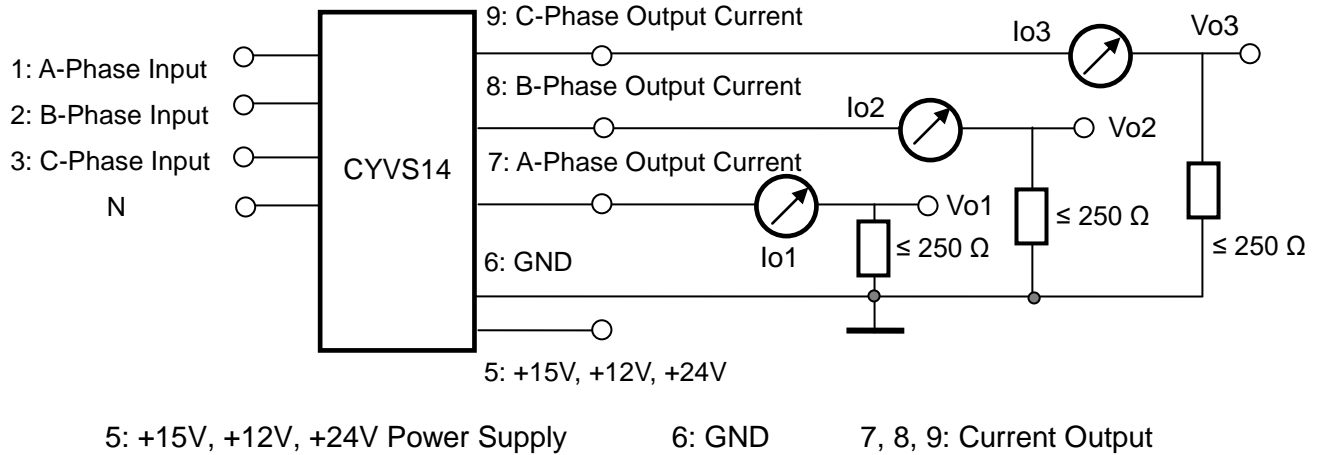 9: C-Phase Output Current
Io3
Vo3
1: A-Phase Input
8: B-Phase Output Current
2: B-Phase Input
Io2
Vo2
3: C-Phase Input
CYVS14
7: A-Phase Output Current
N
Vo1
≤ 250 Ω
≤ 250 Ω
≤ 250 Ω
6: GND
Io1
5: +15V, +12V, +24V
5: +15V, +12V, +24V Power Supply 6: GND 7, 8, 9: Current Output